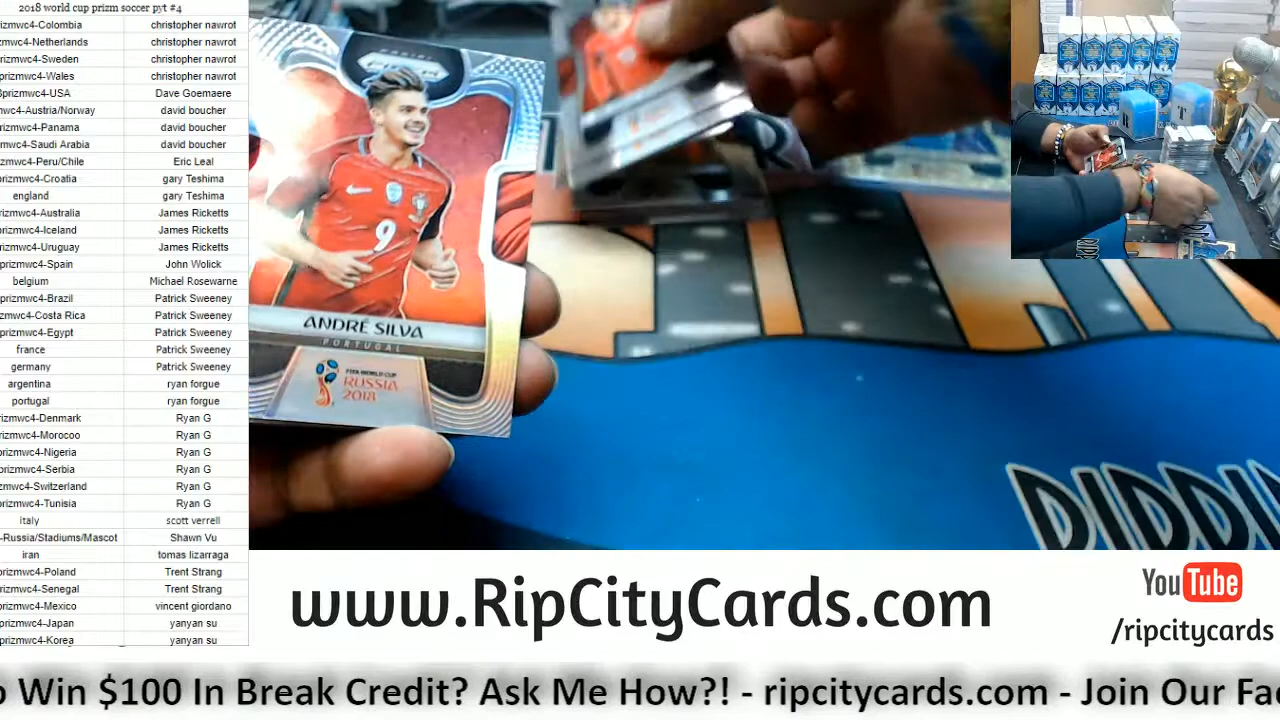 2018 world cup prizm soccer pyt #4
rizmwc4-Colombia christopher nawrot
zmwc4-Netherlands christopher nawrot
rizmwc4-Sweden christopher nawrot
prizmwc4-Wales christopher nawrot
prizmwc4-USA Dave Goemaere
mwc4-Austria/Norway david boucher
rizmwc4-Panama david boucher
mwc4-Saudi Arabia david boucher
zmwc4-Peru/Chile Eric Leal
prizmwc4-Croatia gary Teshima
england gary Teshima
rizmwc4-Australia James Ricketts
rizmwc4-Iceland James Ricketts
rizmwc4-Uruguay James Ricketts
prizmwc4-Spain John Wolick
belgium Michael Rosewarne
prizmwc4-Brazil Patrick Sweeney
zmwc4-Costa Rica Patrick Sweeney
prizmwc4-Egypt Patrick Sweeney
france Patrick Sweeney
germany Patrick Sweeney
argentina ryan forgue
portugal ryan forgue
rizmwc4-Denmark Ryan G
rizmwc4-Morocoo Ryan G
rizmwc4-Nigeria Ryan G
prizmwc4-Serbia Ryan G
zmwc4-Switzerland Ryan G
prizmwc4-Tunisia Ryan G
italy scott verrell
-Russia/Stadiums/Mascot Shawn Vu
iran tomas lizarraga
prizmwc4-Poland Trent Strang
rizmwc4-Senegal Trent Strang
prizmwc4-Mexico vincent giordano
prizmwc4-Japan yanyan su
prizmwc4-Korea yanyan su
PRIZM
9
ANDRÉ SILVA
PORTUGAL
FIFA WORLD CUP
RUSSIA
2018
www.RipCityCards.com
YouTube
/ripcitycards
o Win $100 In Break Credit? Ask Me How?! - ripcitycards.com - Join Our Fac